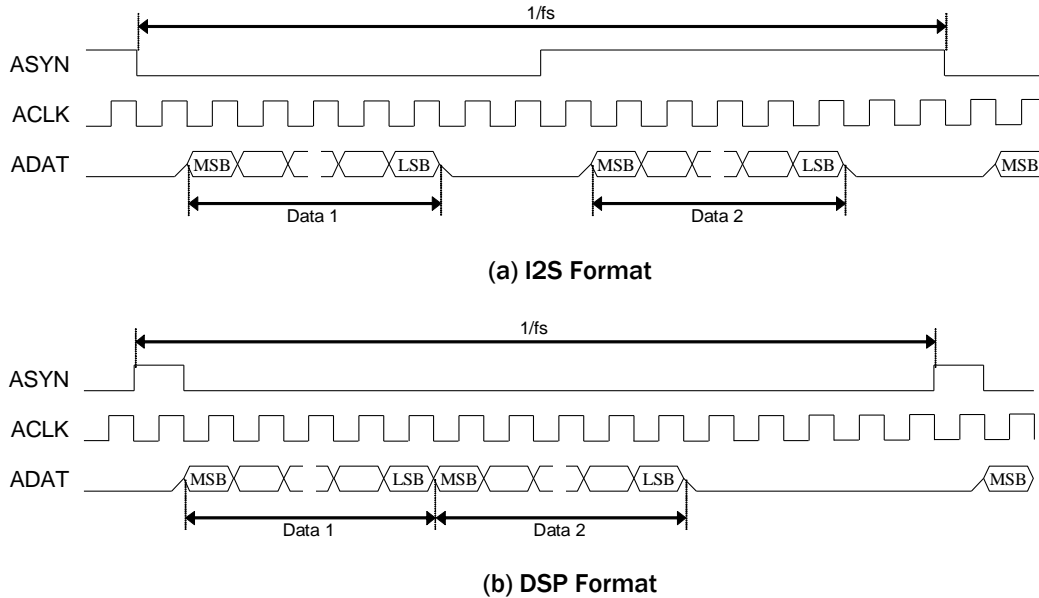 1/fs
ASYN
ACLK
ADAT MSB LSB MSB LSB MSB
Data 1 Data 2
(a) I2S Format
1/fs
ASYN
ACLK
ADAT MSB LSB MSB LSB MSB
Data 1 Data 2
(b) DSP Format